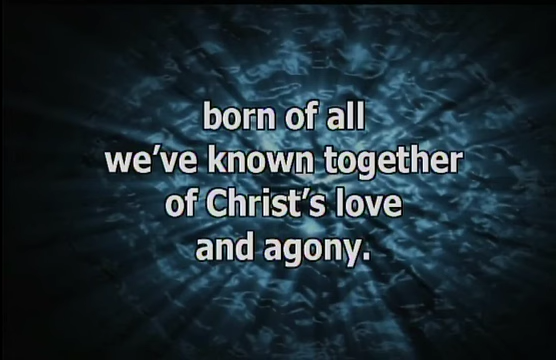 born of all
we've known together
of Christ's love
and agony.